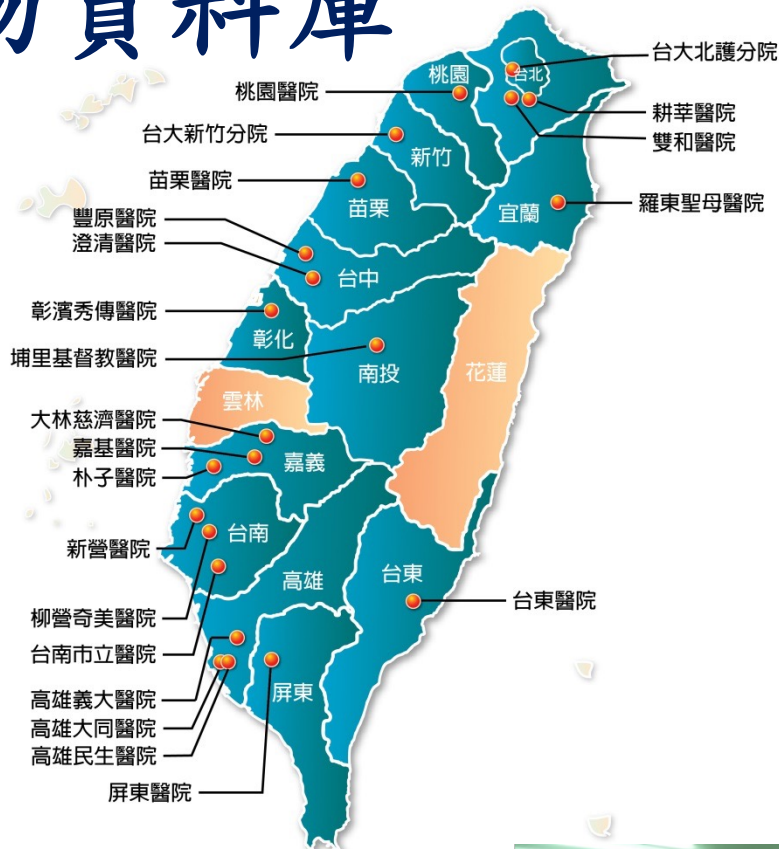 物資料庫
台大北護分院
台北
桃園
桃園醫院
耕莘醫院
台大新竹分院
雙和醫院
新竹
苗栗醫院
苗栗
宜蘭
羅東聖母醫院
豐原醫院
澄清醫院
台中
彰濱秀傳醫院
彰化
埔里基督教醫院
南投
花蓮
雲林
大林慈濟醫院
嘉基醫院
嘉義
朴子醫院
台南
新營醫院
高雄
台東
台東醫院
柳營奇美醫院
台南市立醫院
屏東
高雄義大醫院
高雄大同醫院
高雄民生醫院
屏東醫院